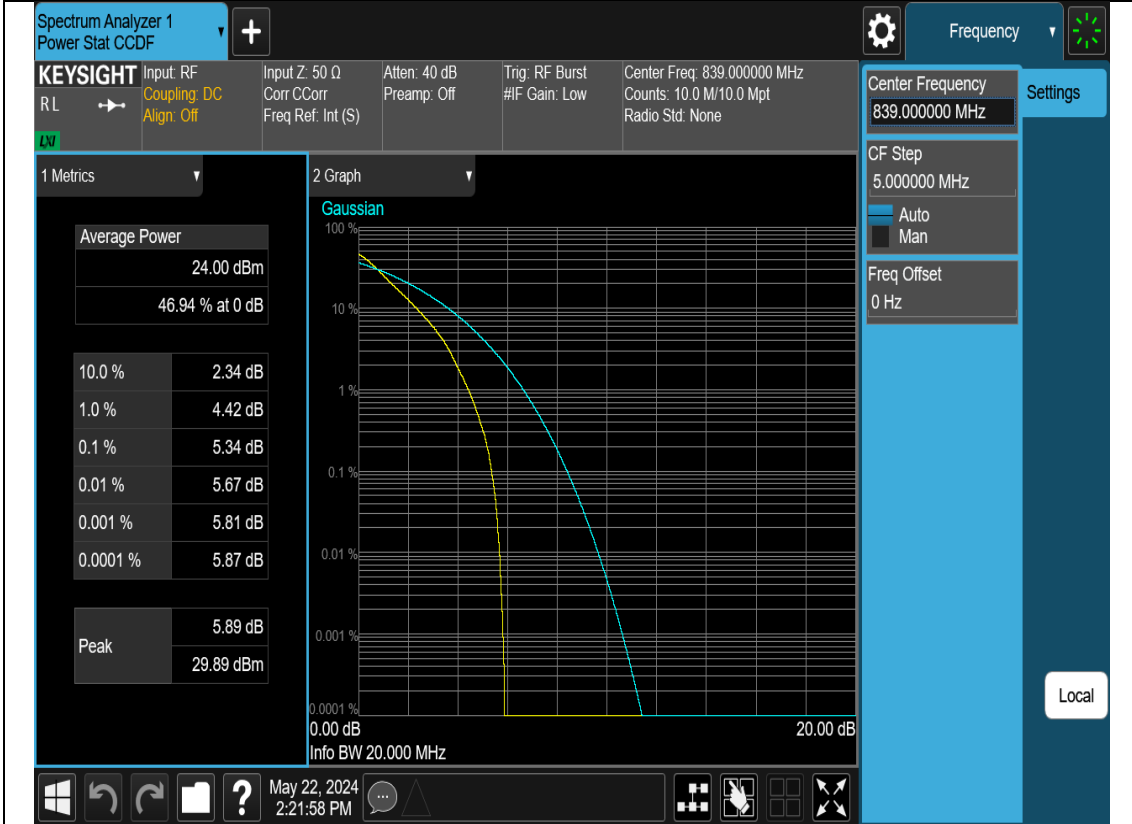 Spectrum Analyzer 1
Power Stat CCDF
Frequency
KEYSIGHT
RL
LXI
Input: RF
Coupling: DC
Align: Off
Input Z: 50 Ω
Corr CCorr
Freq Ref: Int (S)
Atten: 40 dB
Preamp: Off
Trig: RF Burst
#IF Gain: Low
Center Freq: 839.000000 MHz
Counts: 10.0 M/10.0 Mpt
Radio Std: None
Center Frequency
839.000000 MHz
Settings
CF Step
5.000000 MHz
Auto
Man
Freq Offset
0 Hz
1 Metrics
Average Power
24.00 dBm
46.94 % at 0 dB
10.0 % 2.34 dB
1.0 % 4.42 dB
0.1 % 5.34 dB
0.01 % 5.67 dB
0.001 % 5.81 dB
0.0001 % 5.87 dB
Peak
5.89 dB
29.89 dBm
2 Graph
Gaussian
100 %
10 %
1 %
0.1 %
0.01 %
0.001 %
0.0001 %
0.00 dB 20.00 dB
Info BW 20.000 MHz
Local
?
May 22, 2024
2:21:58 PM